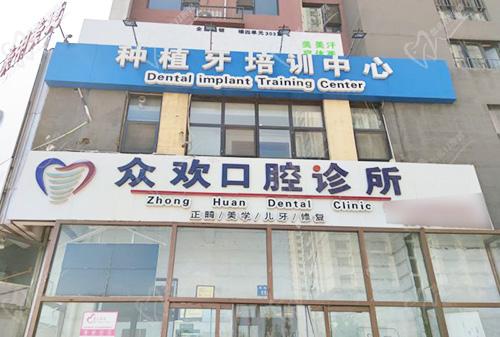 种植牙培训中心
Dental implant Training Center
众欢口腔诊所
Zhong Huan Dental Clinic
正畸/美学/儿牙/修复